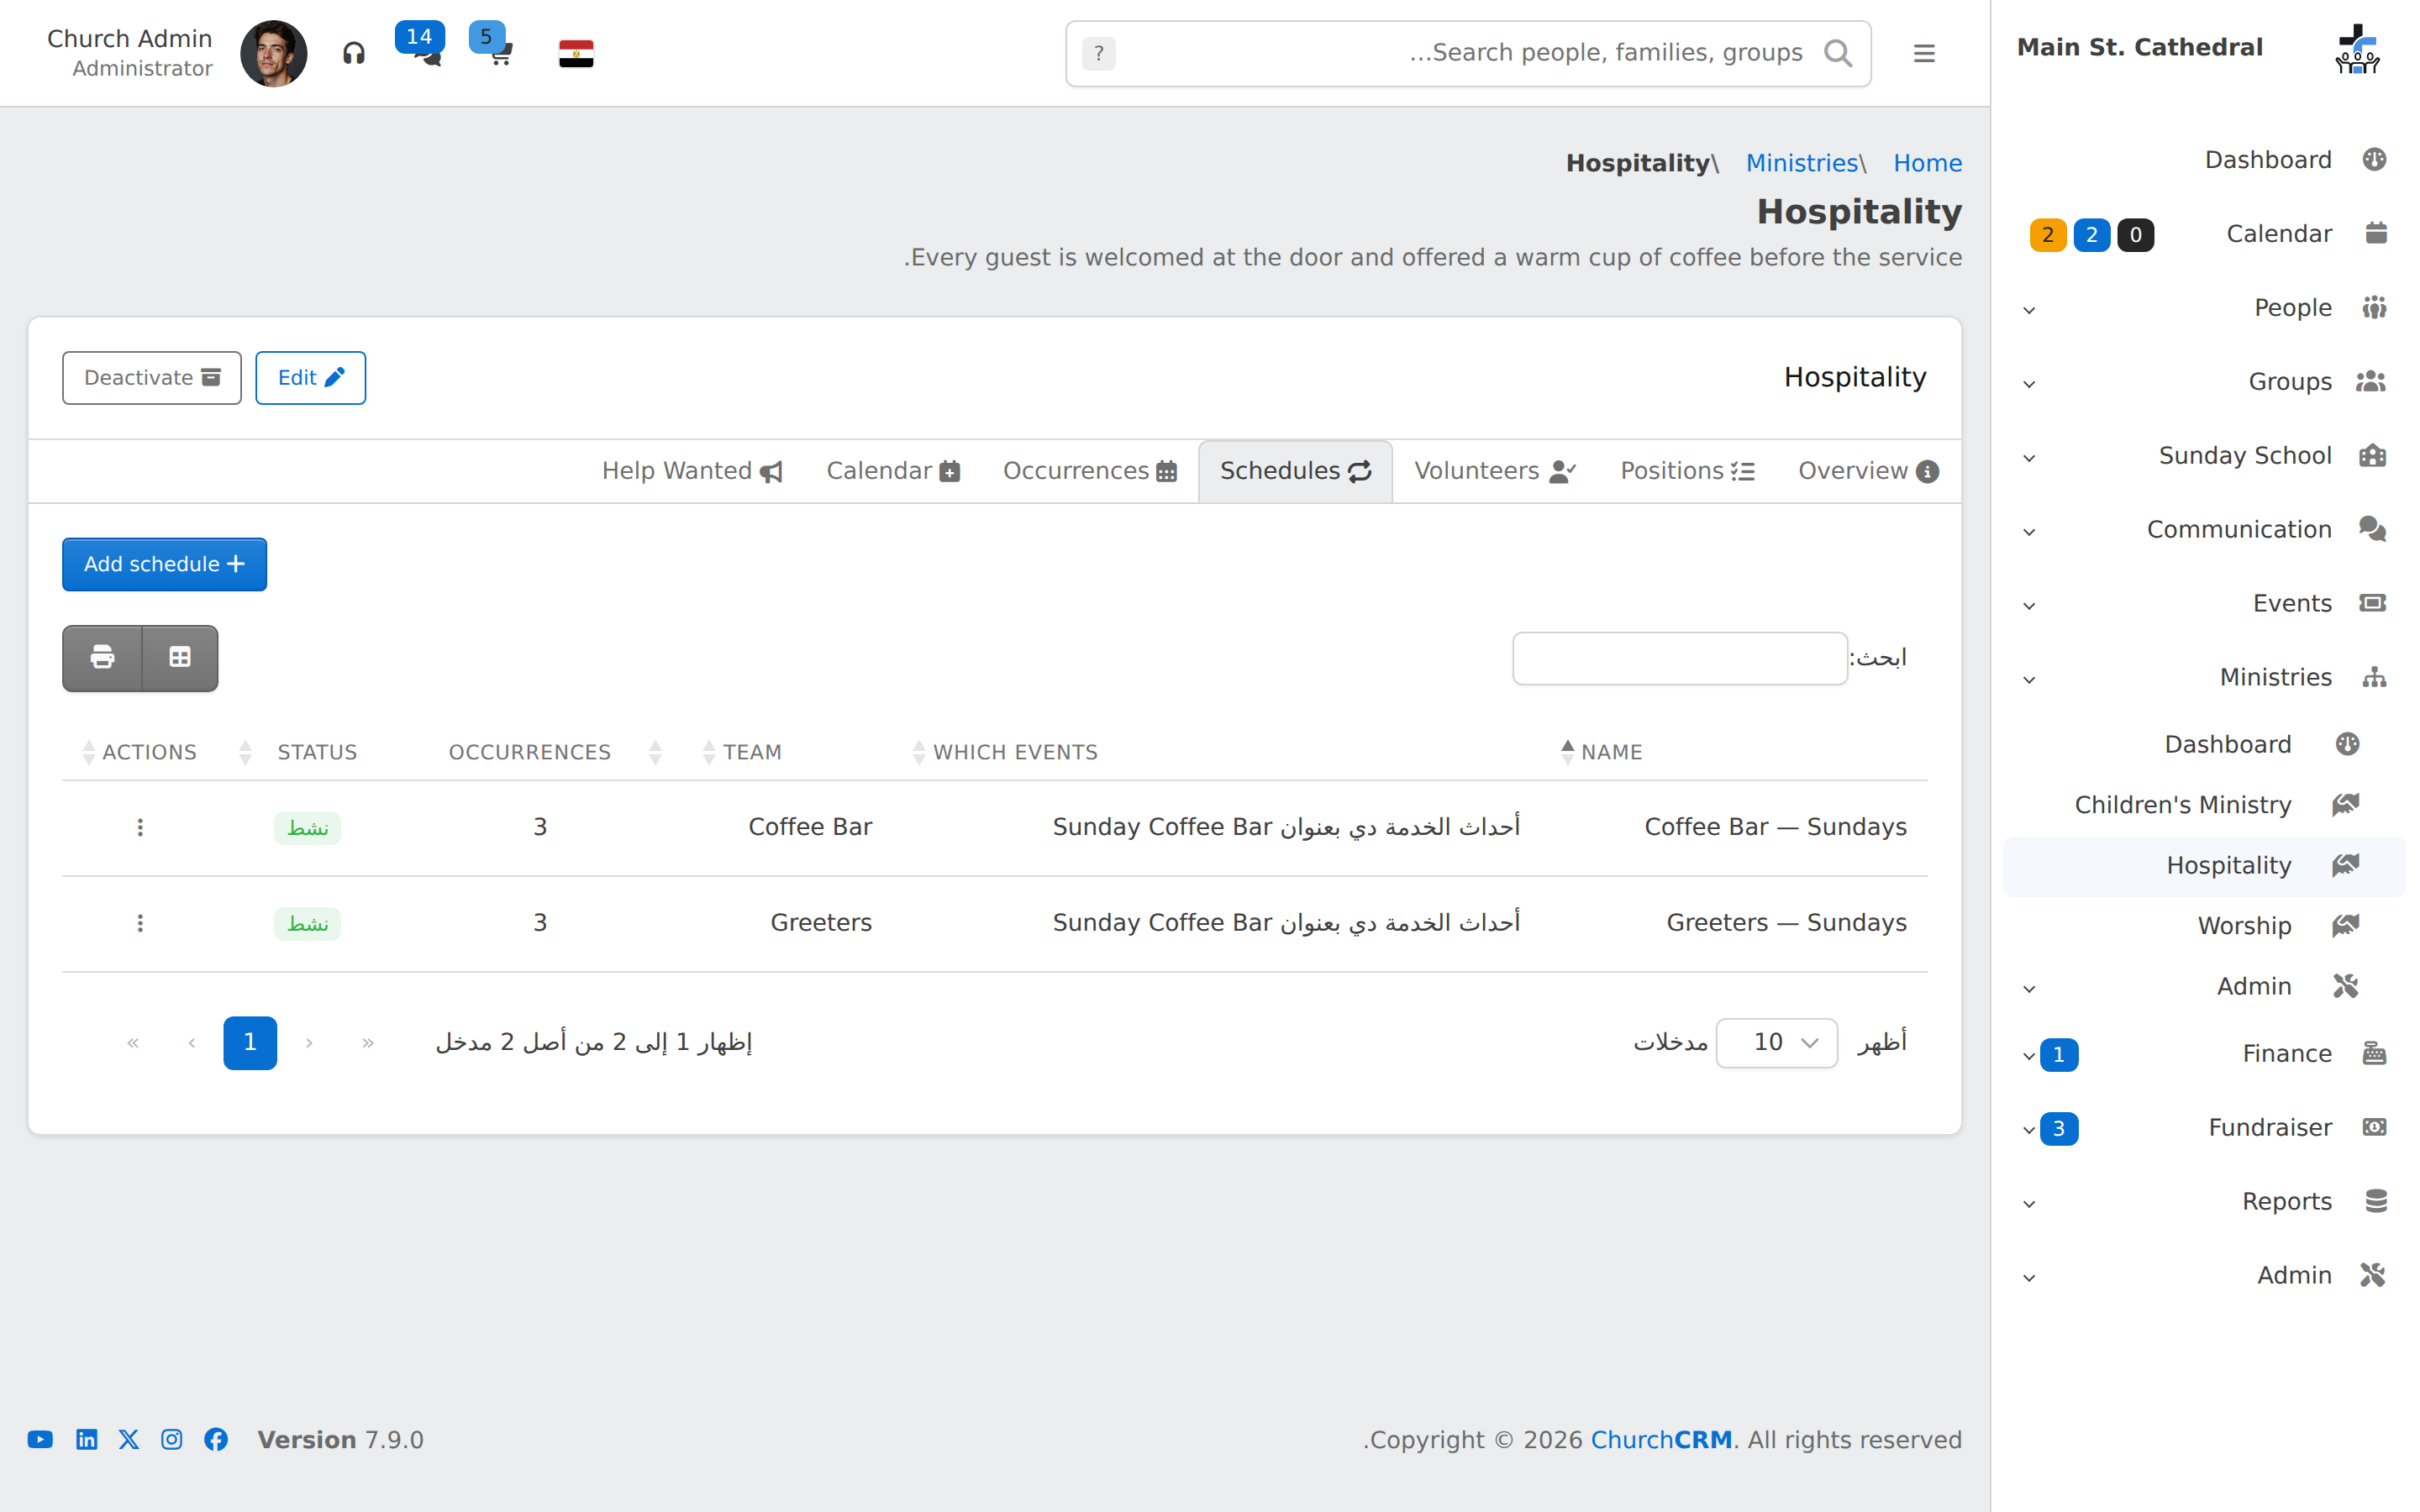 Main St. Cathedral
Dashboard
Calendar 0 2 2
People
Groups
Sunday School
Communication
Events
Ministries
Dashboard
Children's Ministry
Hospitality
Worship
Admin
Finance 1
Fundraiser 3
Reports
Admin
Search people, families, groups... ?
5
14
Church Admin
Administrator
Home \ Ministries \ Hospitality
Hospitality
Every guest is welcomed at the door and offered a warm cup of coffee before the service.
Hospitality
Edit
Deactivate
Overview
Positions
Volunteers
Schedules
Occurrences
Calendar
Help Wanted
Add schedule
ابحث:
NAME WHICH EVENTS TEAM OCCURRENCES STATUS ACTIONS
Coffee Bar — Sundays أحداث الخدمة دي بعنوان Sunday Coffee Bar Coffee Bar 3 نشط
Greeters — Sundays أحداث الخدمة دي بعنوان Sunday Coffee Bar Greeters 3 نشط
أظهر 10 مدخلات
إظهار 1 إلى 2 من أصل 2 مدخل
« ‹ 1 › »
Copyright © 2026 ChurchCRM. All rights reserved.
Version 7.9.0